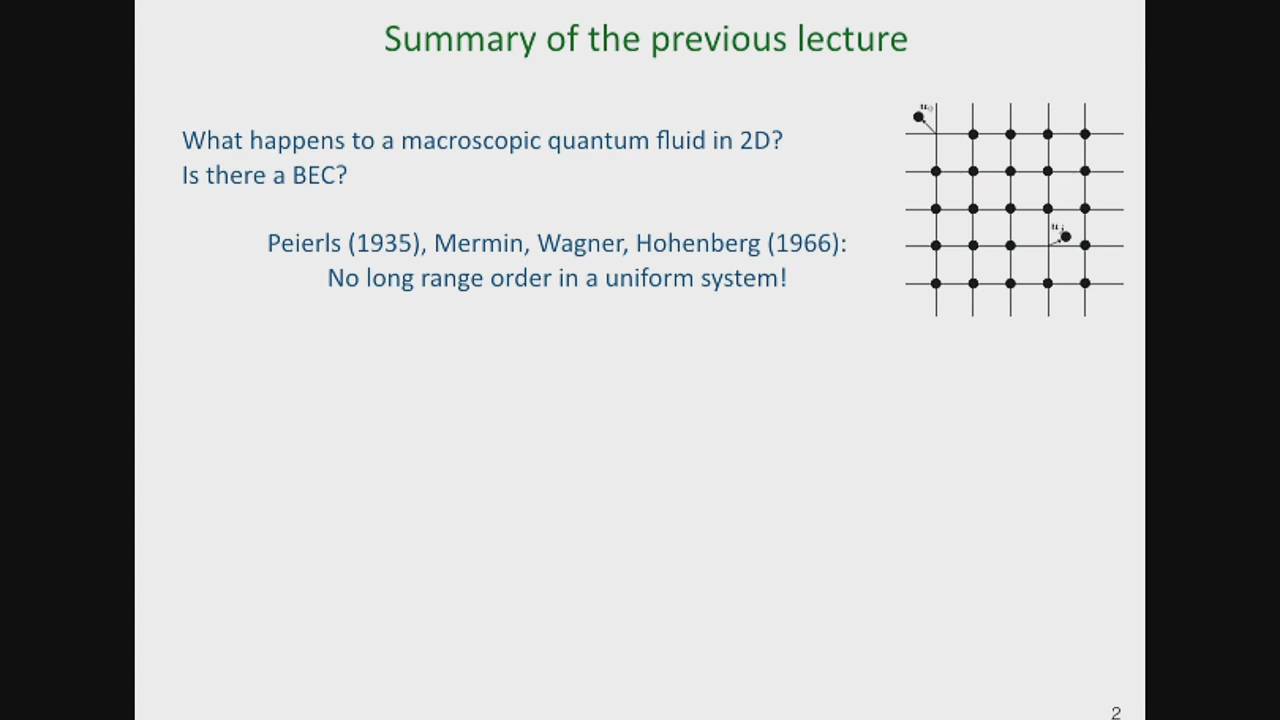 Summary of the previous lecture
What happens to a macroscopic quantum fluid in 2D?
Is there a BEC?
Peierls (1935), Mermin, Wagner, Hohenberg (1966):
No long range order in a uniform system!
2